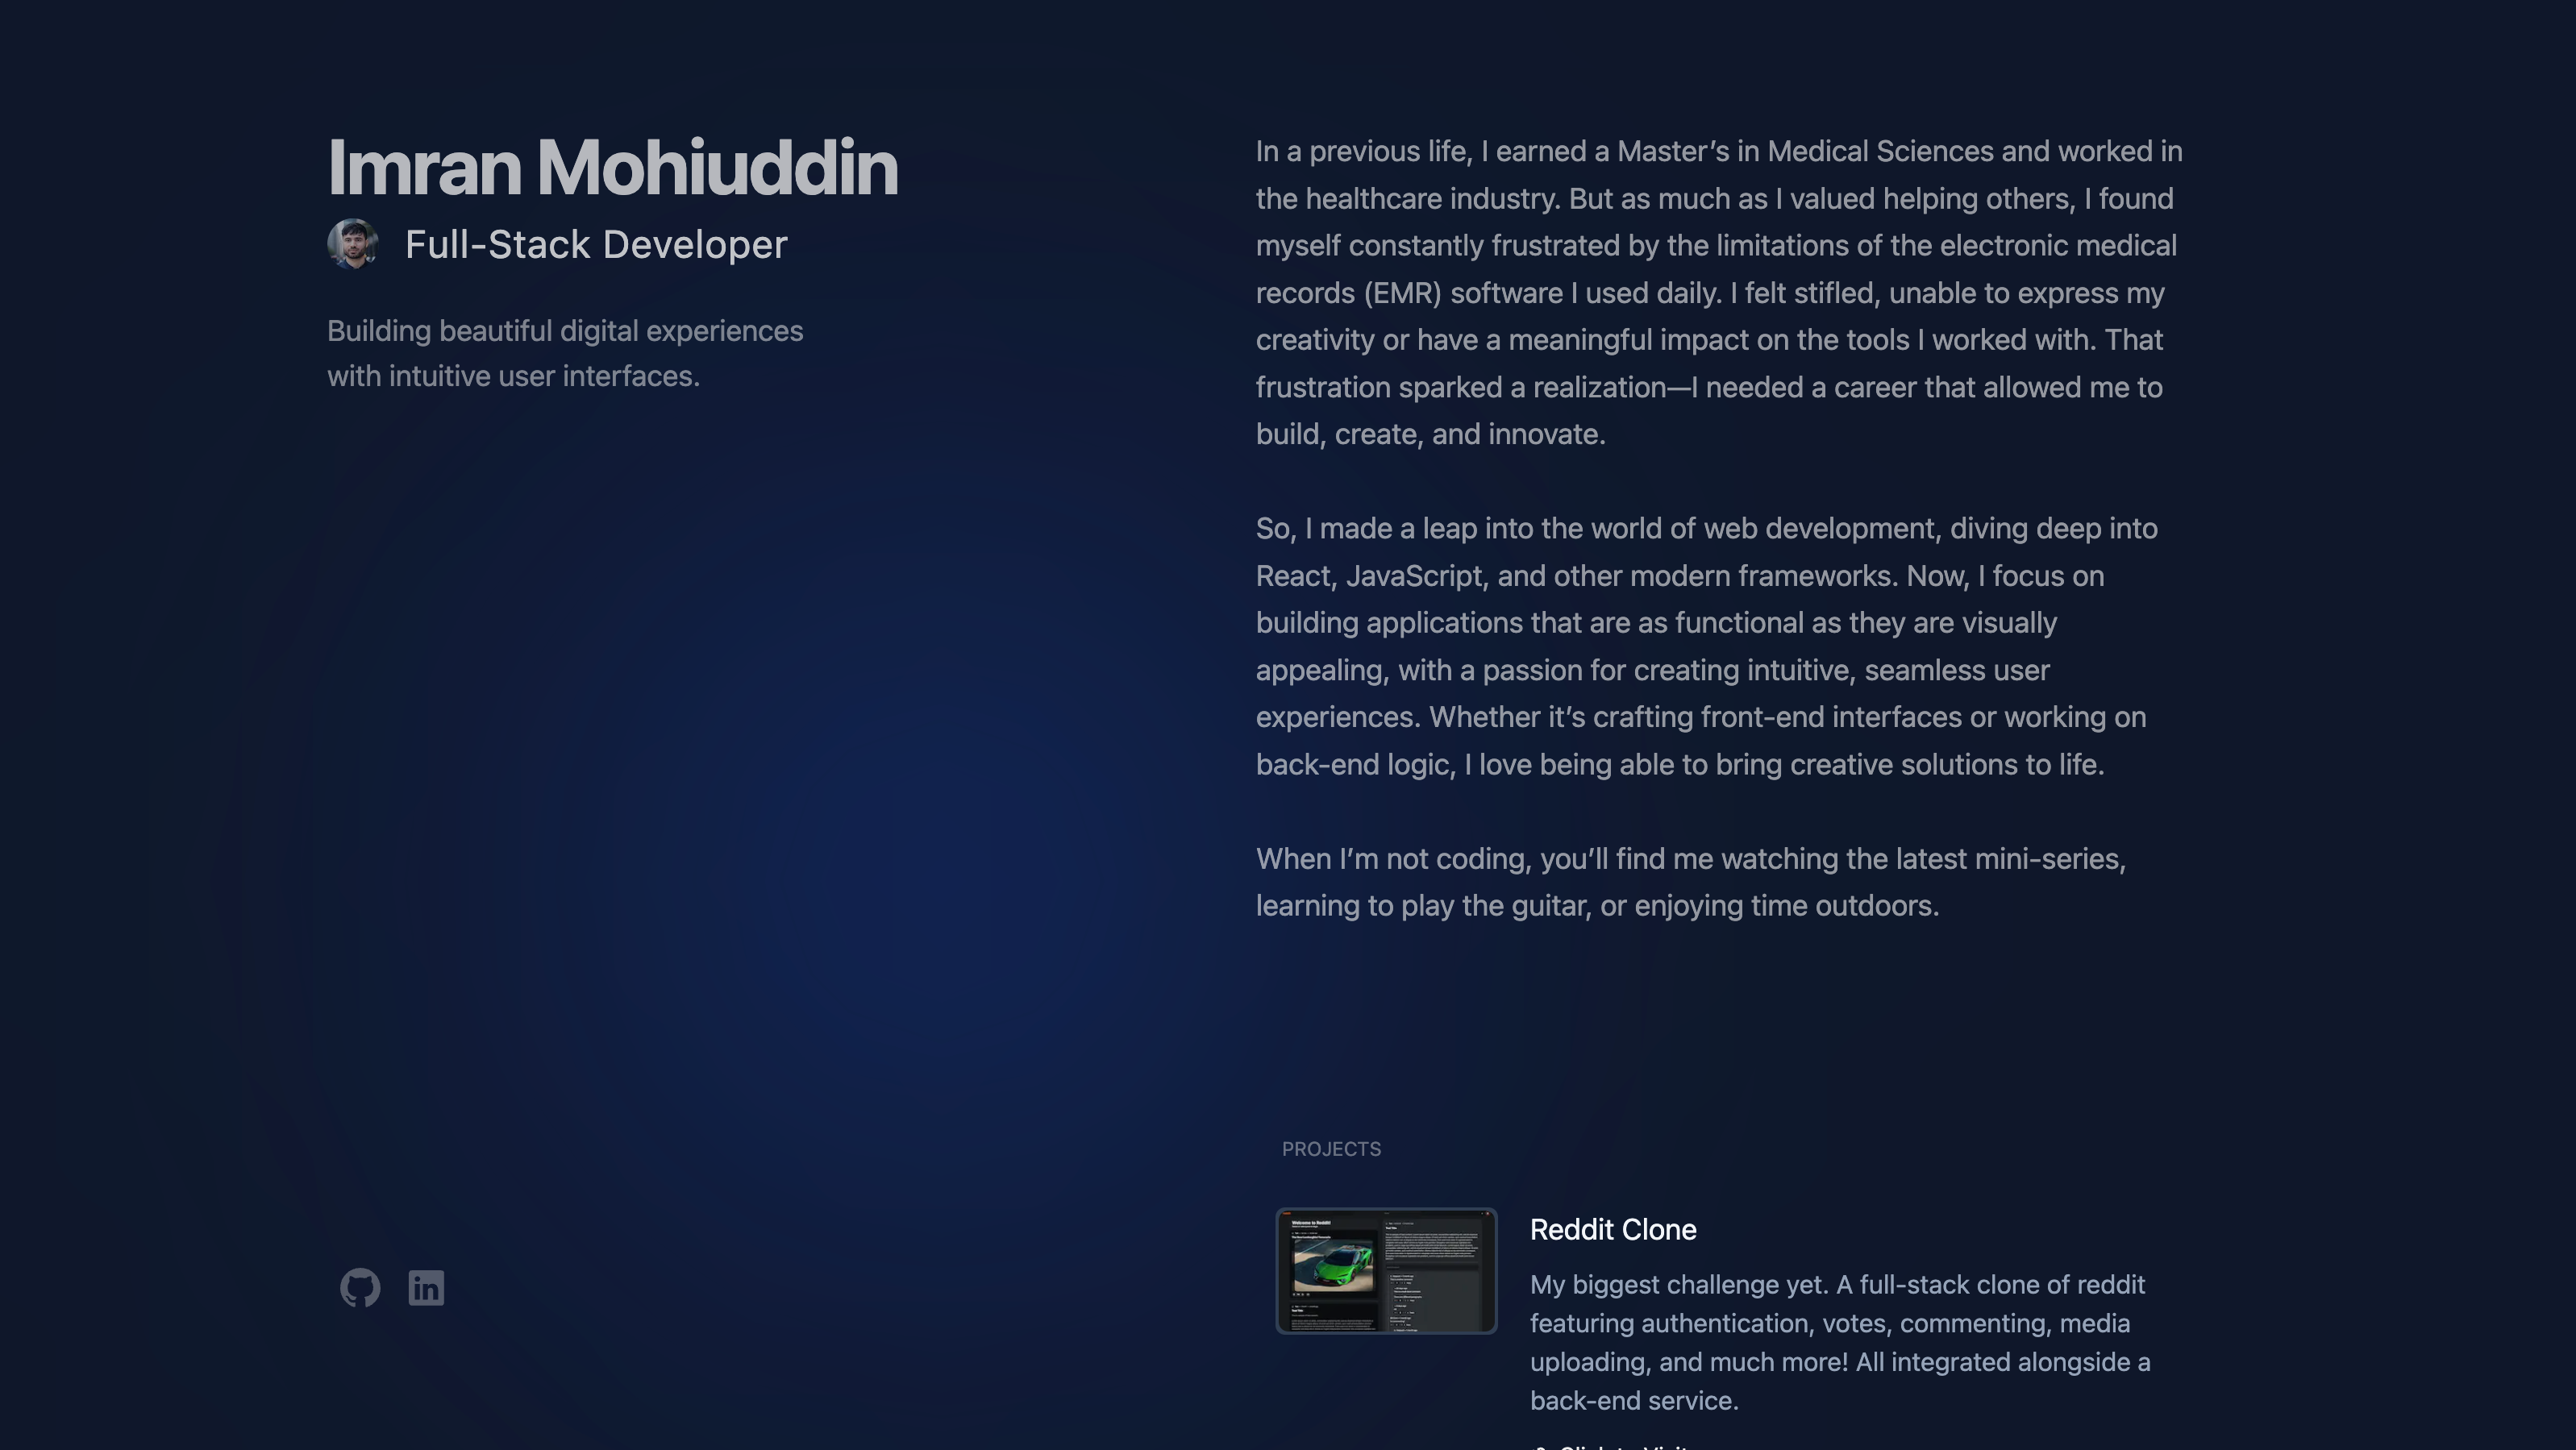 Imran Mohiuddin
Full-Stack Developer
Building beautiful digital experiences
with intuitive user interfaces.
In a previous life, I earned a Master’s in Medical Sciences and worked in
the healthcare industry. But as much as I valued helping others, I found
myself constantly frustrated by the limitations of the electronic medical
records (EMR) software I used daily. I felt stifled, unable to express my
creativity or have a meaningful impact on the tools I worked with. That
frustration sparked a realization—I needed a career that allowed me to
build, create, and innovate.
So, I made a leap into the world of web development, diving deep into
React, JavaScript, and other modern frameworks. Now, I focus on
building applications that are as functional as they are visually
appealing, with a passion for creating intuitive, seamless user
experiences. Whether it’s crafting front-end interfaces or working on
back-end logic, I love being able to bring creative solutions to life.
When I’m not coding, you’ll find me watching the latest mini-series,
learning to play the guitar, or enjoying time outdoors.
PROJECTS
Welcome to Reddit!
Reddit Clone
My biggest challenge yet. A full-stack clone of reddit
featuring authentication, votes, commenting, media
uploading, and much more! All integrated alongside a
back-end service.
in